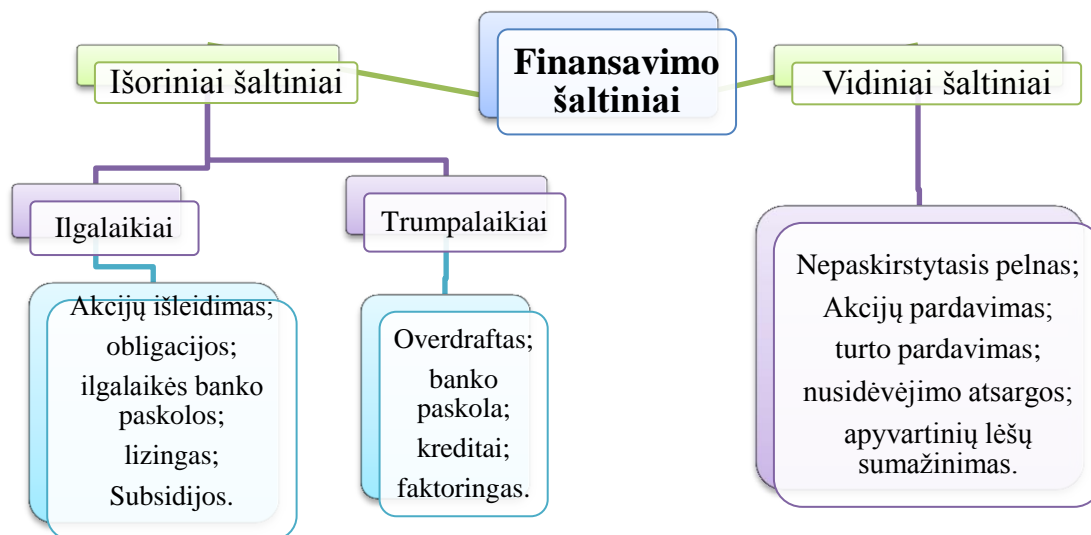 Finansavimo
šaltiniai
Išoriniai šaltiniai
Vidiniai šaltiniai
Ilgalaikiai
Trumpalaikiai
Akcijų išleidimas;
obligacijos;
ilgalaikės banko
paskolos;
lizingas;
Subsidijos.
Overdraftas;
banko
paskola;
kreditai;
faktoringas.
Nepaskirstytasis pelnas;
Akcijų pardavimas;
turto pardavimas;
nusidėvėjimo atsargos;
apyvartinių lėšų
sumažinimas.